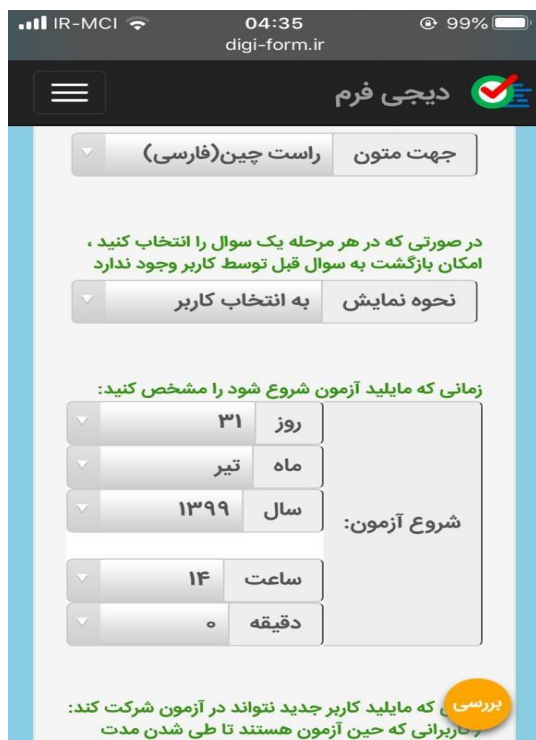 IR-MCI 04:35 99%
digi-form.ir
دیجی فرم
جهت متون راست چین(فارسی)
در صورتی که در هر مرحله یک سوال را انتخاب کنید ،
امکان بازگشت به سوال قبل توسط کاربر وجود ندارد
نحوه نمایش به انتخاب کاربر
زمانی که مایلید آزمون شروع شود را مشخص کنید:
روز ۳۱
ماه تیر
سال ۱۳۹۹
شروع آزمون:
ساعت ۱۴
دقیقه ۰
بررسی
که مایلید کاربر جدید نتواند در آزمون شرکت کند:
کاربرانی که حین آزمون هستند تا طی شدن مدت